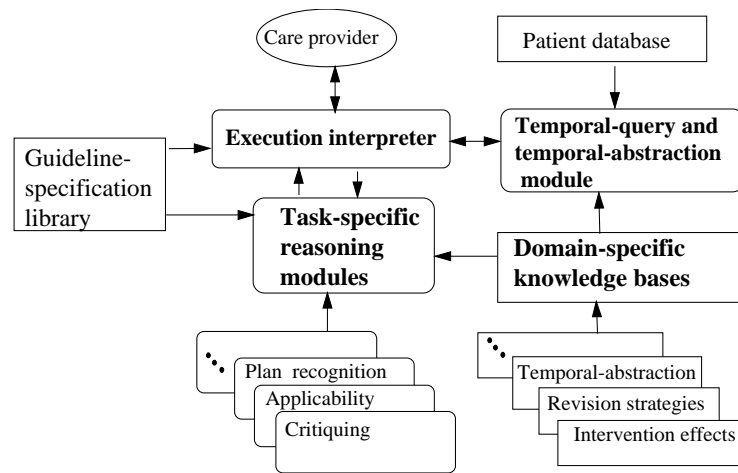 Care provider
Patient database
Execution interpreter
Temporal-query and
temporal-abstraction
module
Guideline-
specification
library
Task-specific
reasoning
modules
Domain-specific
knowledge bases
Plan recognition
Applicability
Critiquing
Temporal-abstraction
Revision strategies
Intervention effects